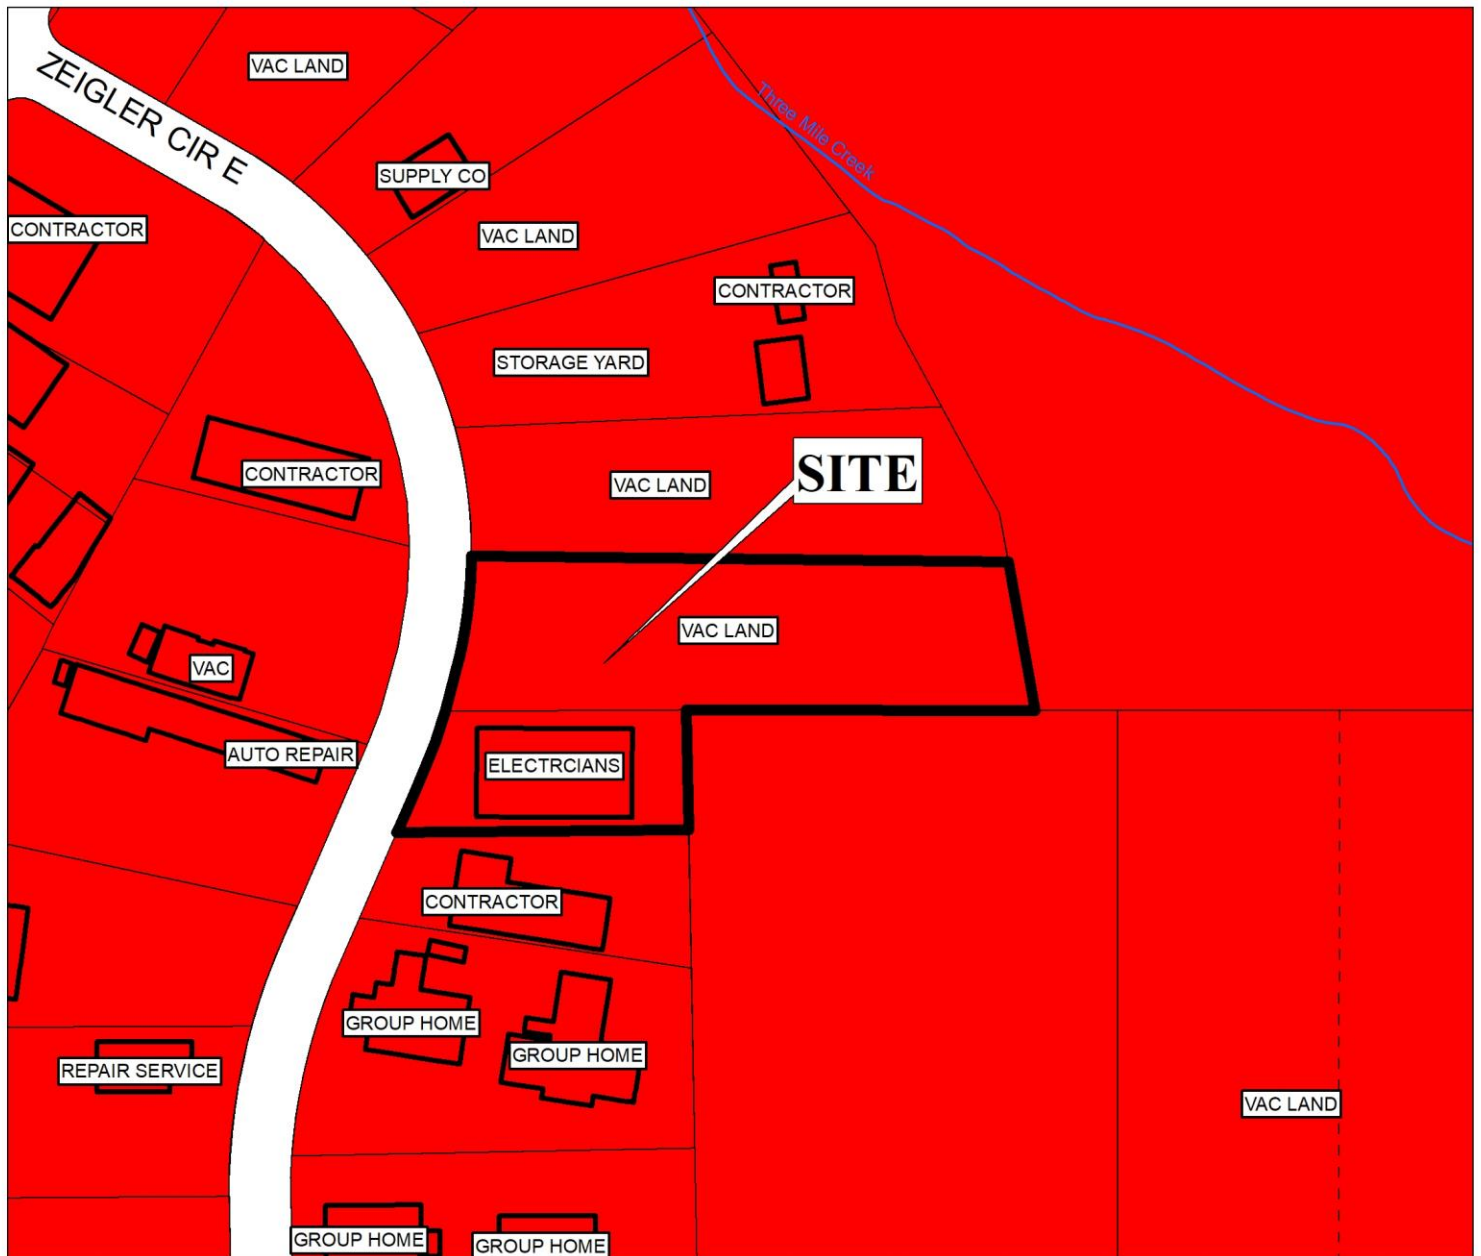 VAC LAND
ZEIGLER CIR E
Three Mile Creek
SUPPLY CO
CONTRACTOR
VAC LAND
CONTRACTOR
STORAGE YARD
CONTRACTOR
VAC LAND
SITE
VAC LAND
VAC
AUTO REPAIR
ELECTRCIANS
CONTRACTOR
GROUP HOME
GROUP HOME
REPAIR SERVICE
VAC LAND
GROUP HOME
GROUP HOME